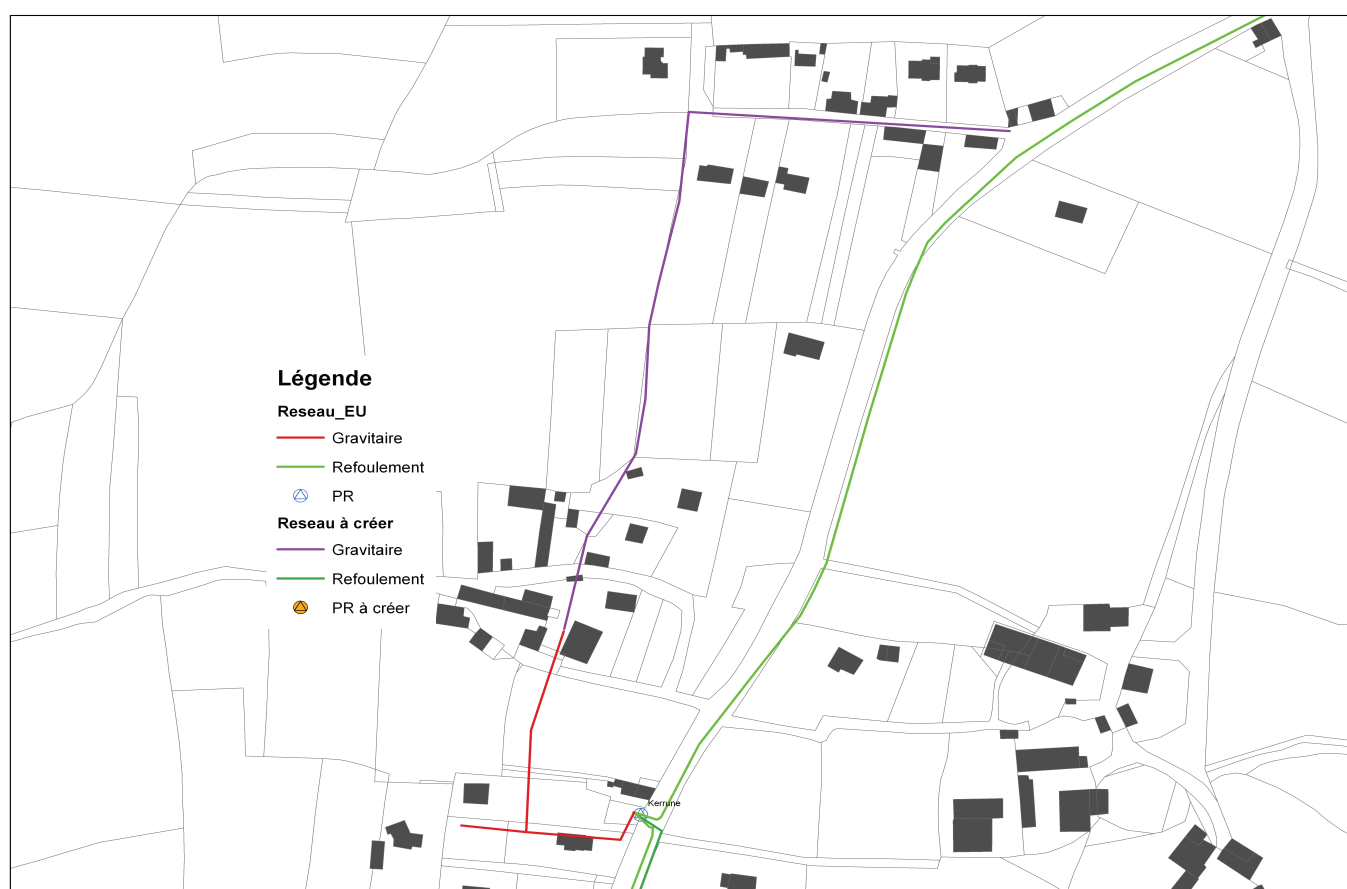 Légende
Reseau_EU
Gravitaire
Refoulement
PR
Reseau à créer
Gravitaire
Refoulement
PR à créer
Kerrune